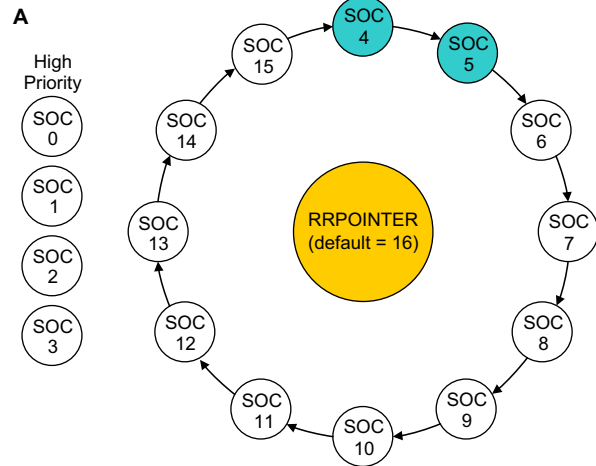 A
High
Priority
SOC
0
SOC
1
SOC
2
SOC
3
SOC
4
SOC
5
SOC
6
SOC
7
SOC
8
SOC
9
SOC
10
SOC
11
SOC
12
SOC
13
SOC
14
SOC
15
RRPOINTER
(default = 16)